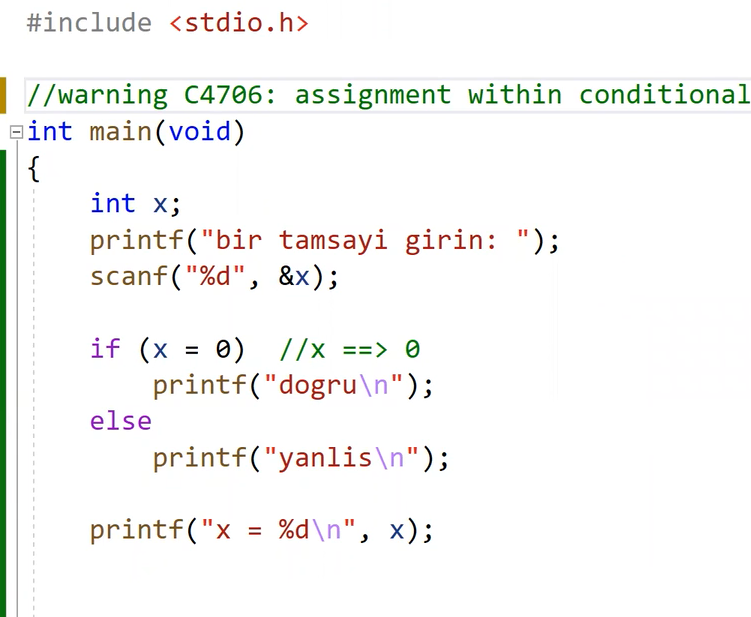 #include <stdio.h>
//warning C4706: assignment within conditional
int main(void)
{
int x;
printf("bir tamsayi girin: ");
scanf("%d", &x);
if (x = 0)  //x ==> 0
printf("dogru\n");
else
printf("yanlis\n");
printf("x = %d\n", x);